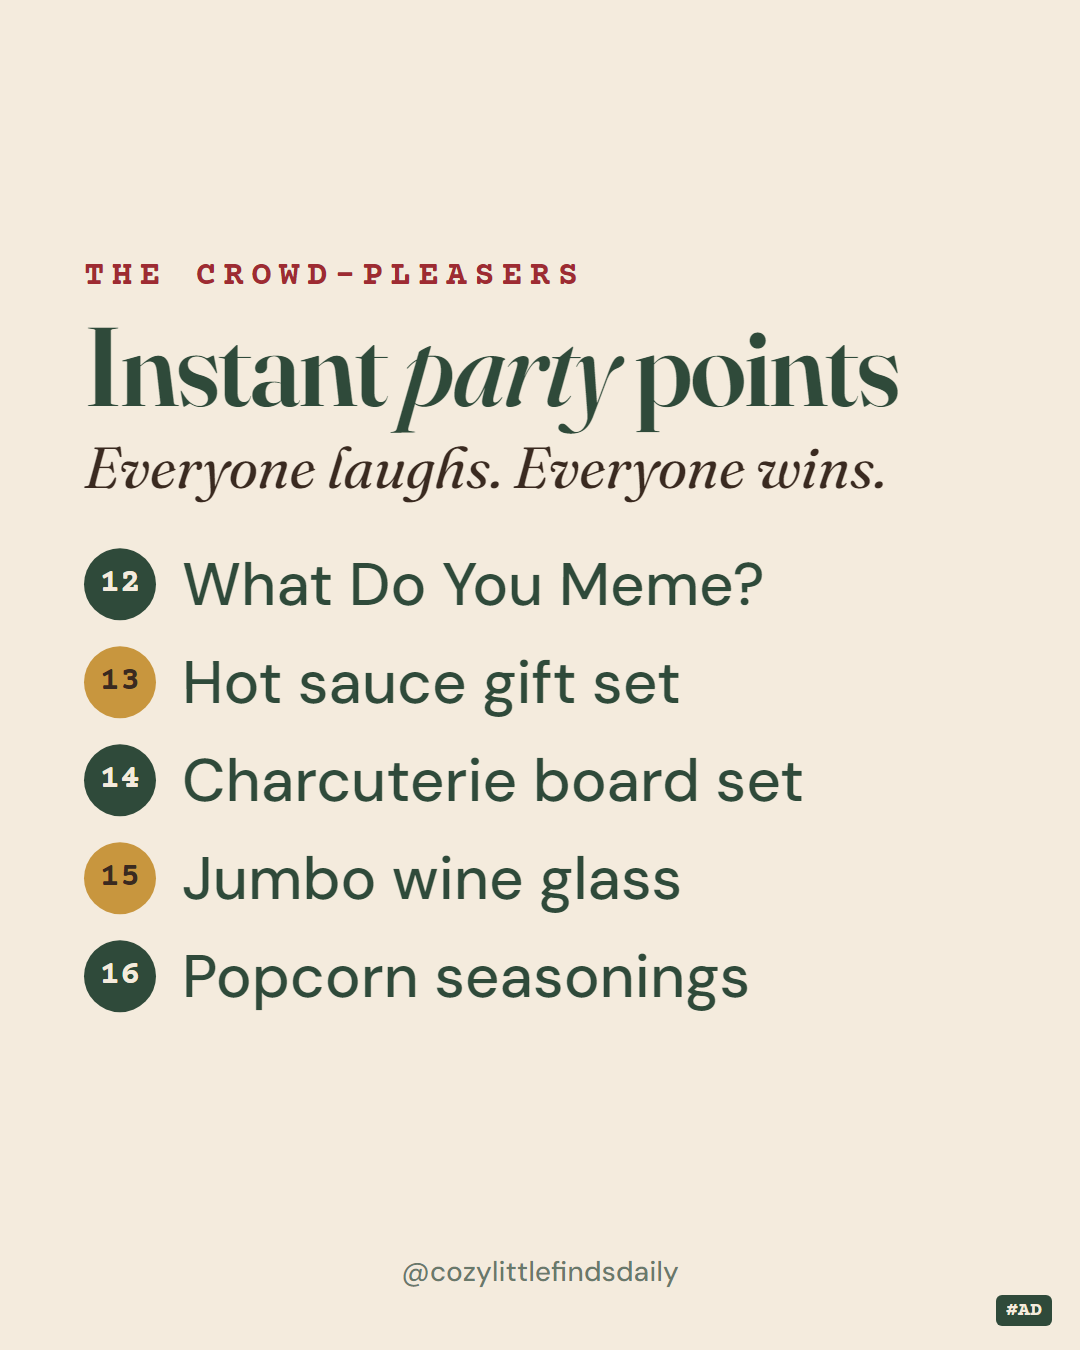 THE CROWD-PLEASERS
Instant party points
Everyone laughs. Everyone wins.
12 What Do You Meme?
13 Hot sauce gift set
14 Charcuterie board set
15 Jumbo wine glass
16 Popcorn seasonings
@cozylittlefindsdaily
#AD